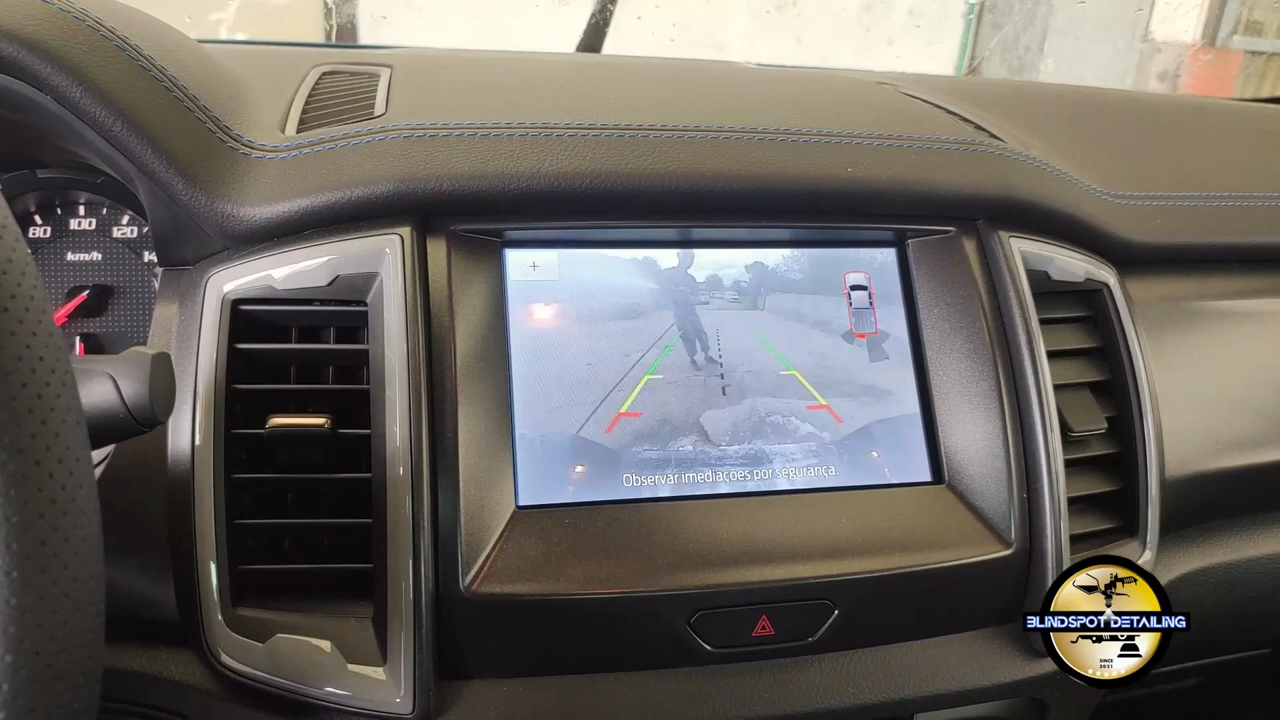 80
100
120
km/h
Observar imediações por segurança.
BLINDSPOT DETAILING
SINCE
2021